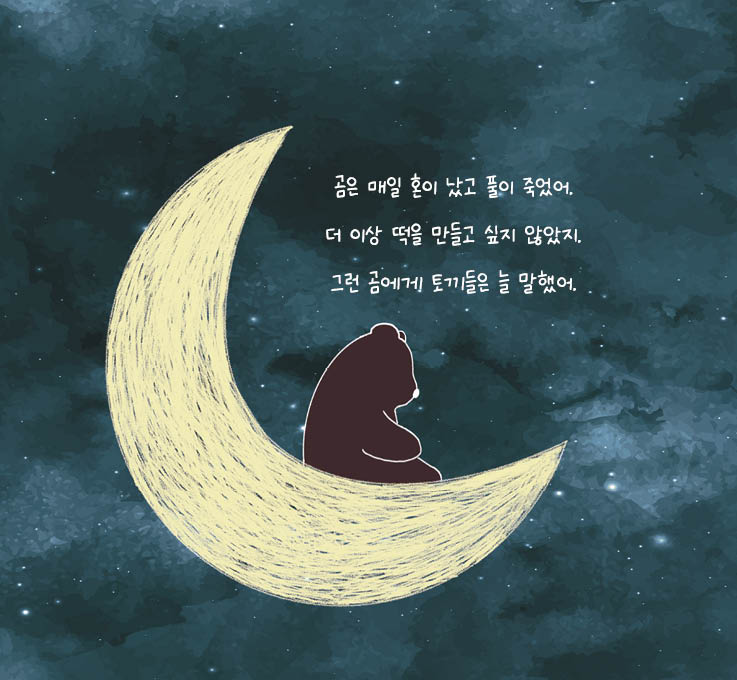 곰은 매일 혼이 났고 풀이 죽었어.
더 이상 떡을 만들고 싶지 않았지.
그런 곰에게 토끼들은 늘 말했어.